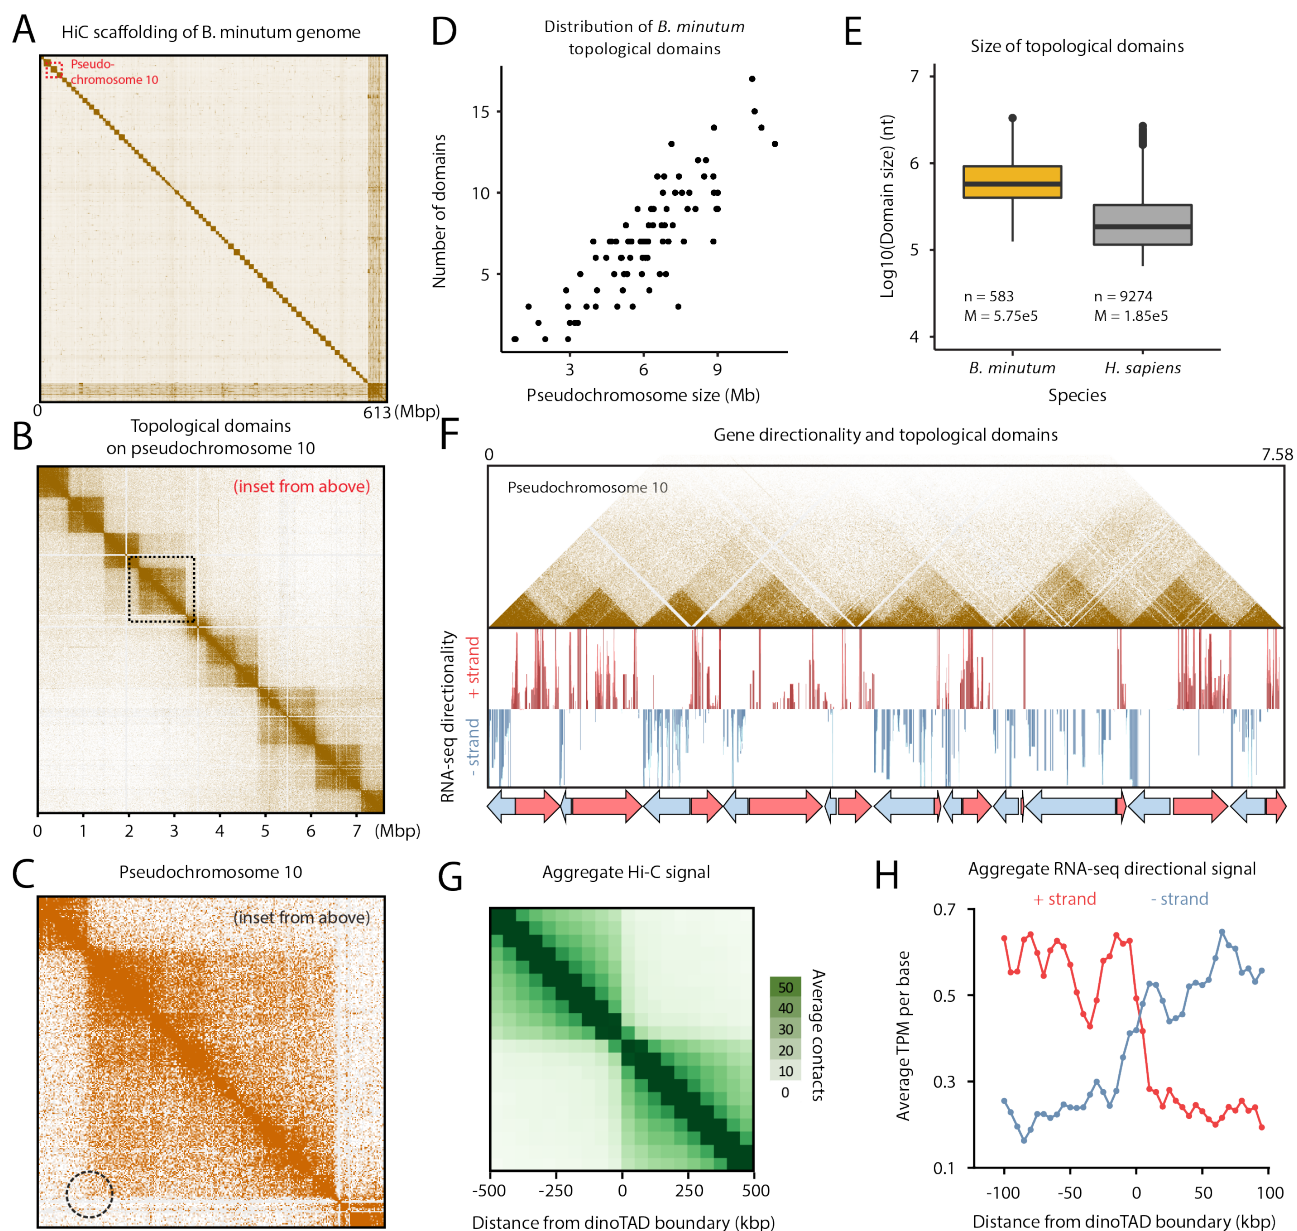 A
HiC scaffolding of B. minutum genome
Pseudo-
chromosome 10
0
613 (Mbp)
B
Topological domains
on pseudochromosome 10
(inset from above)
0 1 2 3 4 5 6 7 (Mbp)
C
Pseudochromosome 10
(inset from above)
D
Distribution of B. minutum
topological domains
Number of domains
15
10
5
3 6 9
Pseudochromosome size (Mb)
E
Size of topological domains
Log10(Domain size) (nt)
7
6
5
4
n = 583
M = 5.75e5
n = 9274
M = 1.85e5
B. minutum H. sapiens
Species
F
Gene directionality and topological domains
0 7.58
Pseudochromosome 10
RNA-seq directionality
- strand + strand
G
Aggregate Hi-C signal
50
40
30
20
10
0
Average contacts
-500 -250 0 250 500
Distance from dinoTAD boundary (kbp)
H
Aggregate RNA-seq directional signal
+ strand - strand
Average TPM per base
0.7
0.5
0.3
0.1
-100 -50 0 50 100
Distance from dinoTAD boundary (kbp)